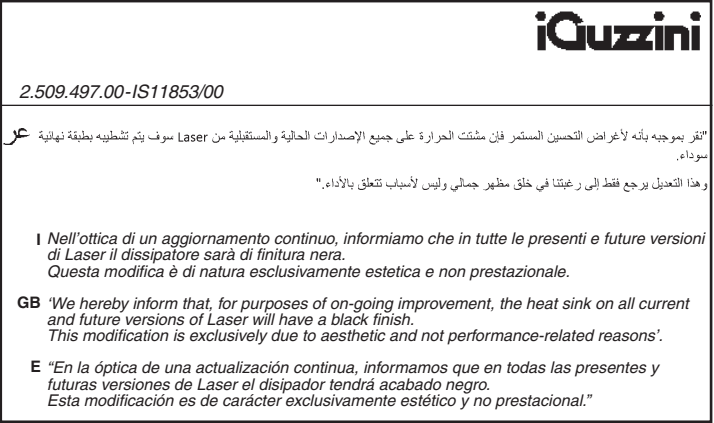 iGuzzini
2.509.497.00-IS11853/00
عر "نقر بموجبه بأنه لأغراض التحسين المستمر فإن مشتت الحرارة على جميع الإصدارات الحالية والمستقبلية من Laser سوف يتم تشطيبه بطبقة نهائية
سوداء.
وهذا التعديل يرجع فقط إلى رغبتنا في خلق مظهر جمالي وليس لأسباب تتعلق بالأداء."
I Nell'ottica di un aggiornamento continuo, informiamo che in tutte le presenti e future versioni
di Laser il dissipatore sarà di finitura nera.
Questa modifica è di natura esclusivamente estetica e non prestazionale.
GB ‘We hereby inform that, for purposes of on-going improvement, the heat sink on all current
and future versions of Laser will have a black finish.
This modification is exclusively due to aesthetic and not performance-related reasons’.
E “En la óptica de una actualización continua, informamos que en todas las presentes y
futuras versiones de Laser el disipador tendrá acabado negro.
Esta modificación es de carácter exclusivamente estético y no prestacional.”